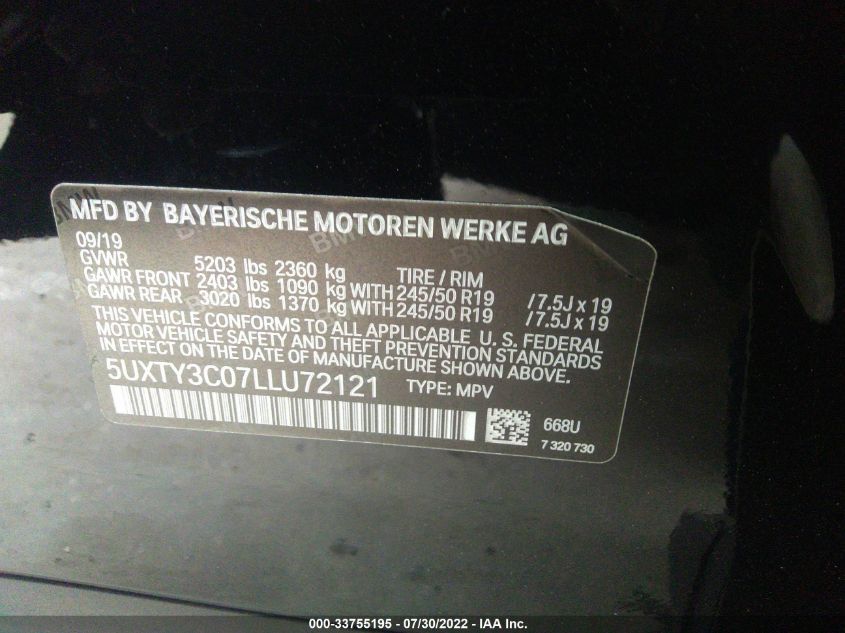 MFD BY BAYERISCHE MOTOREN WERKE AG
09/19
GVWR 5203 lbs 2360 kg TIRE / RIM
GAWR FRONT 2403 lbs 1090 kg WITH 245/50 R19 /7.5J x 19
GAWR REAR 3020 lbs 1370 kg WITH 245/50 R19 /7.5J x 19
THIS VEHICLE CONFORMS TO ALL APPLICABLE U. S. FEDERAL
MOTOR VEHICLE SAFETY AND THEFT PREVENTION STANDARDS
IN EFFECT ON THE DATE OF MANUFACTURE SHOWN ABOVE.
5UXTY3C07LLU72121 TYPE: MPV
668U
7 320 730
000-33755195 - 07/30/2022 - IAA Inc.